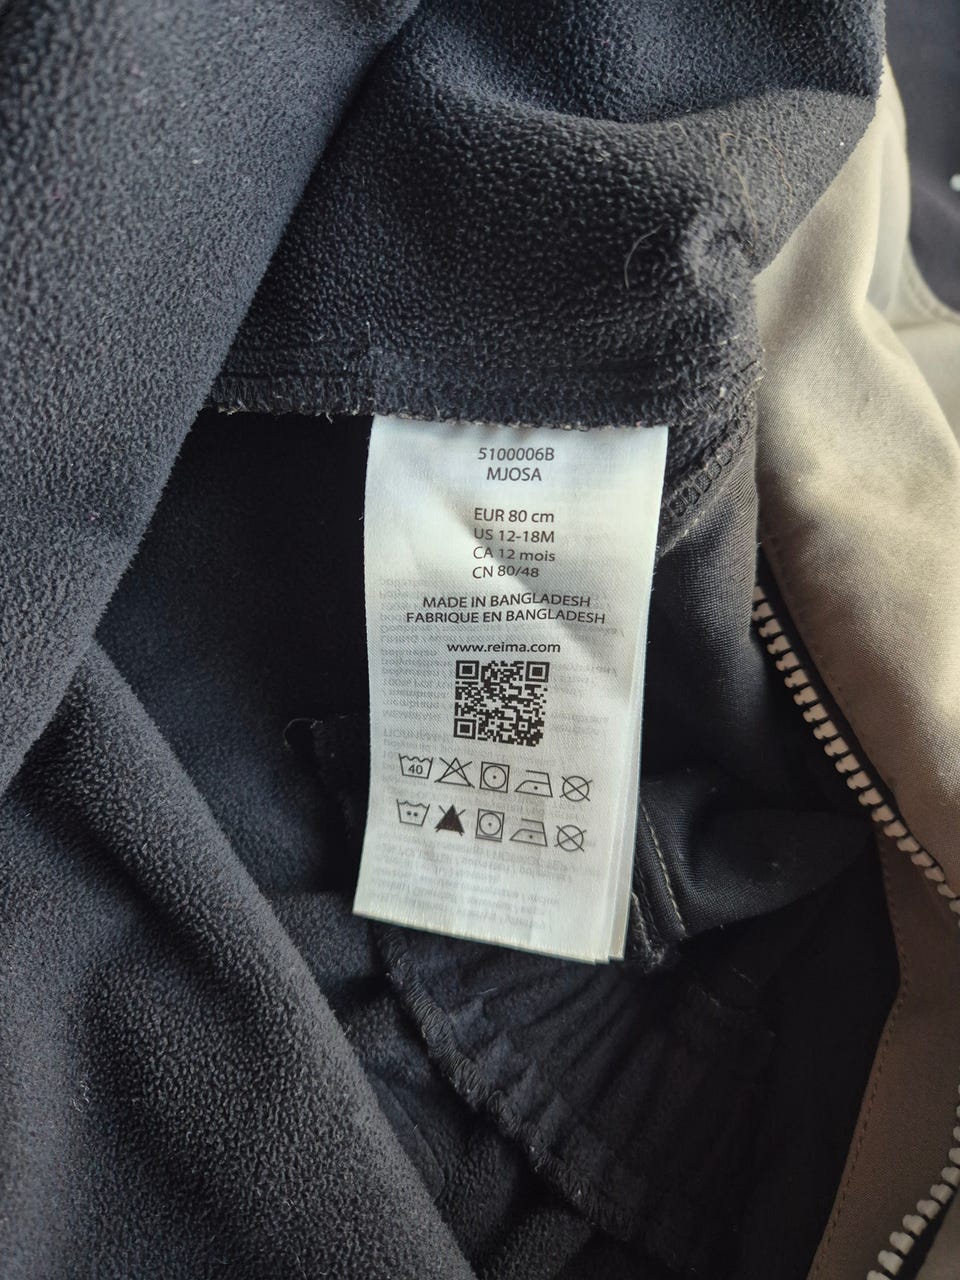 5100006B
MJOSA
EUR 80 cm
US 12-18M
CA 12 mois
CN 80/48
MADE IN BANGLADESH
FABRIQUE EN BANGLADESH
www.reima.com
40